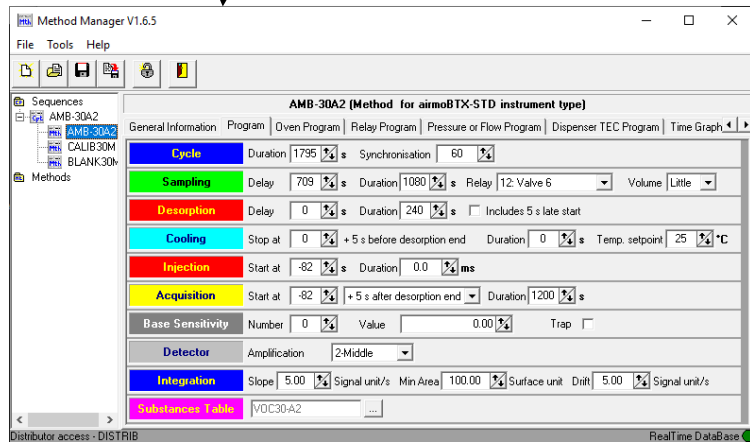 Method Manager V1.6.5
File Tools Help
Sequences
AMB-30A2
AMB-30A2
CALIB30M
BLANK30M
Methods
AMB-30A2 (Method for airmoBTX-STD instrument type)
General Information Program Oven Program Relay Program Pressure or Flow Program Dispenser TEC Program Time Graph
Cycle Duration 1795 s Synchronisation 60
Sampling Delay 709 s Duration 1080 s Relay 12: Valve 6 Volume Little
Desorption Delay 0 s Duration 240 s Includes 5 s late start
Cooling Stop at 0 + 5 s before desorption end Duration 0 s Temp. setpoint 25 °C
Injection Start at -82 s Duration 0.0 ms
Acquisition Start at -82 + 5 s after desorption end Duration 1200 s
Base Sensitivity Number 0 Value 0.00 Trap
Detector Amplification 2-Middle
Integration Slope 5.00 Signal unit/s Min Area 100.00 Surface unit Drift 5.00 Signal unit/s
Substances Table VOC30-A2 ...
Distributor access - DISTRIB RealTime DataBase